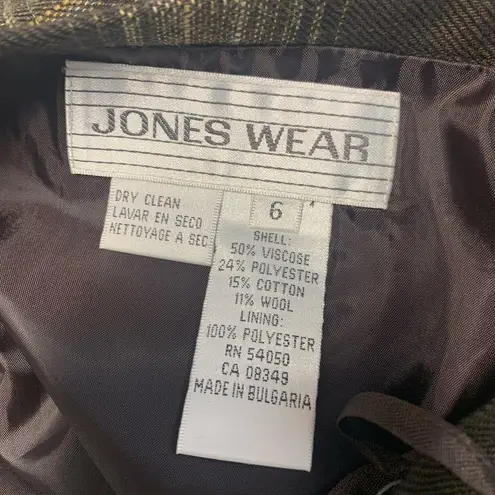 JONES WEAR
DRY CLEAN
LAVAR EN SECO
NETTOYAGE A SEC
6
SHELL:
50% VISCOSE
24% POLYESTER
15% COTTON
11% WOOL
LINING:
100% POLYESTER
RN 54050
CA 08349
MADE IN BULGARIA